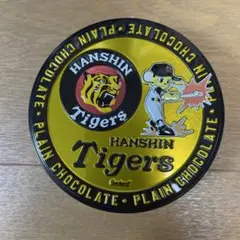 PLAIN CHOCOLATE • PLAIN CHOCOLATE • PLAIN CHOCOLATE • PLAIN CHOCOLATE •
HANSHIN
Tigers
HANSHIN
Tigers